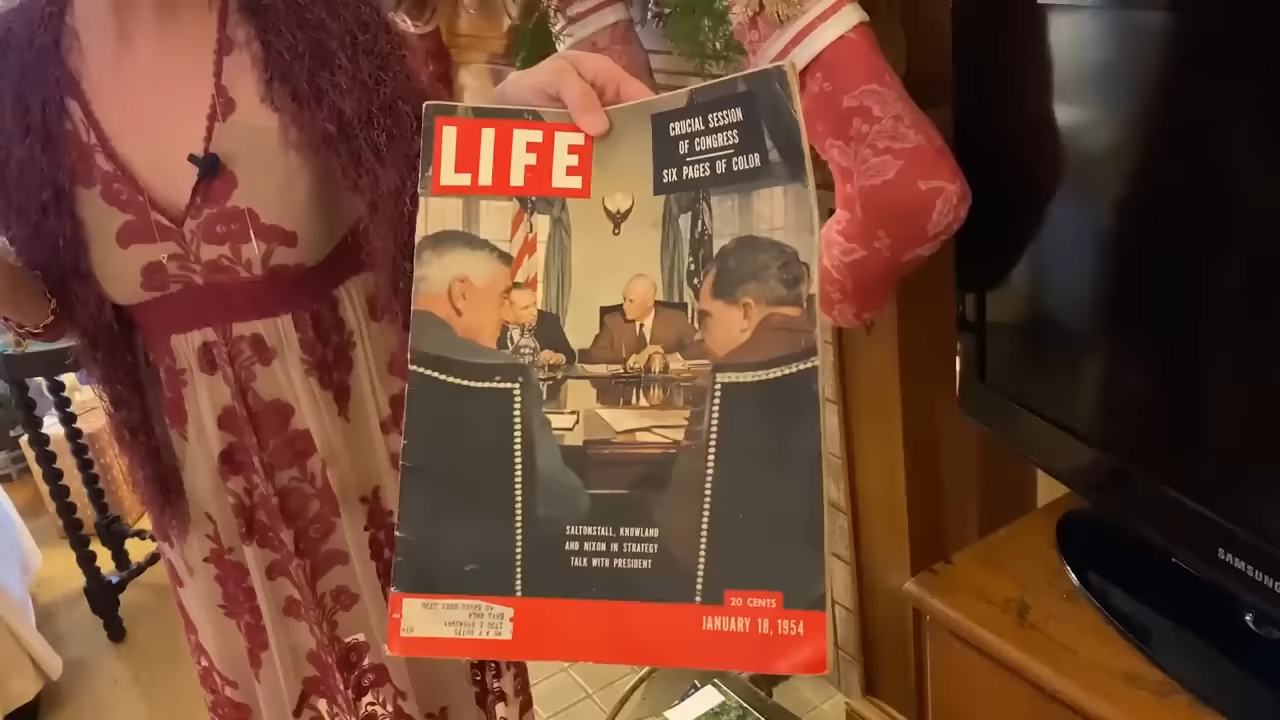 LIFE
CRUCIAL SESSION
OF CONGRESS
SIX PAGES OF COLOR
SALTONSTALL, KNOWLAND
AND NIXON IN STRATEGY
TALK WITH PRESIDENT
20 CENTS
JANUARY 18, 1954
SAMSUNG